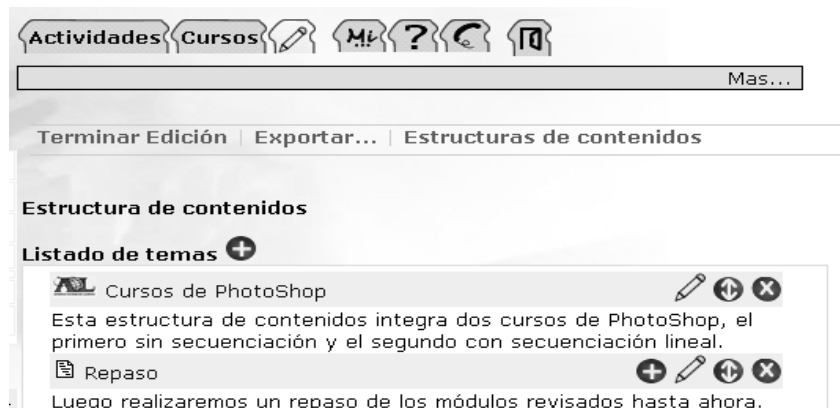 Actividades Cursos Mi ?
Mas...
Terminar Edición | Exportar... | Estructuras de contenidos
Estructura de contenidos
Listado de temas
ADL Cursos de PhotoShop
Esta estructura de contenidos integra dos cursos de PhotoShop, el
primero sin secuenciación y el segundo con secuenciación lineal.
Repaso
Luego realizaremos un repaso de los módulos revisados hasta ahora.